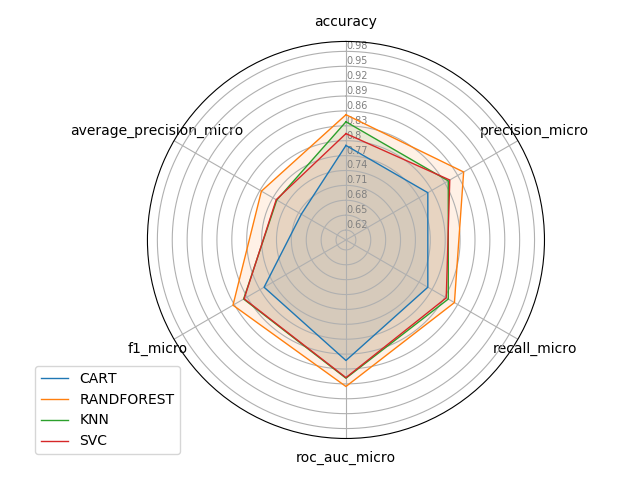 accuracy
0.98
0.95
0.92
0.89
0.86
0.83
0.8
0.77
0.74
0.71
0.68
0.65
0.62
average_precision_micro
precision_micro
f1_micro
recall_micro
roc_auc_micro
CART
RANDFOREST
KNN
SVC